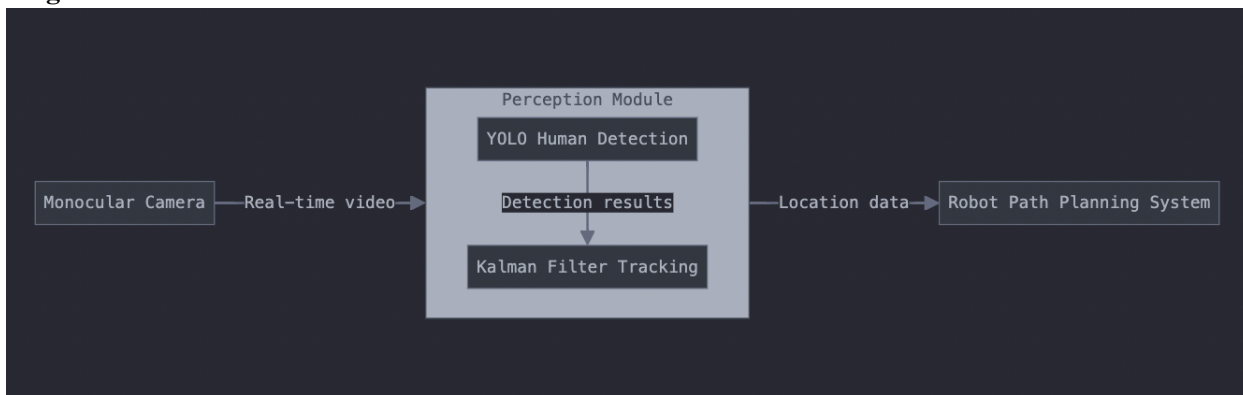 Perception Module
YOLO Human Detection
Monocular Camera
Real-time video
Detection results
Location data
Robot Path Planning System
Kalman Filter Tracking